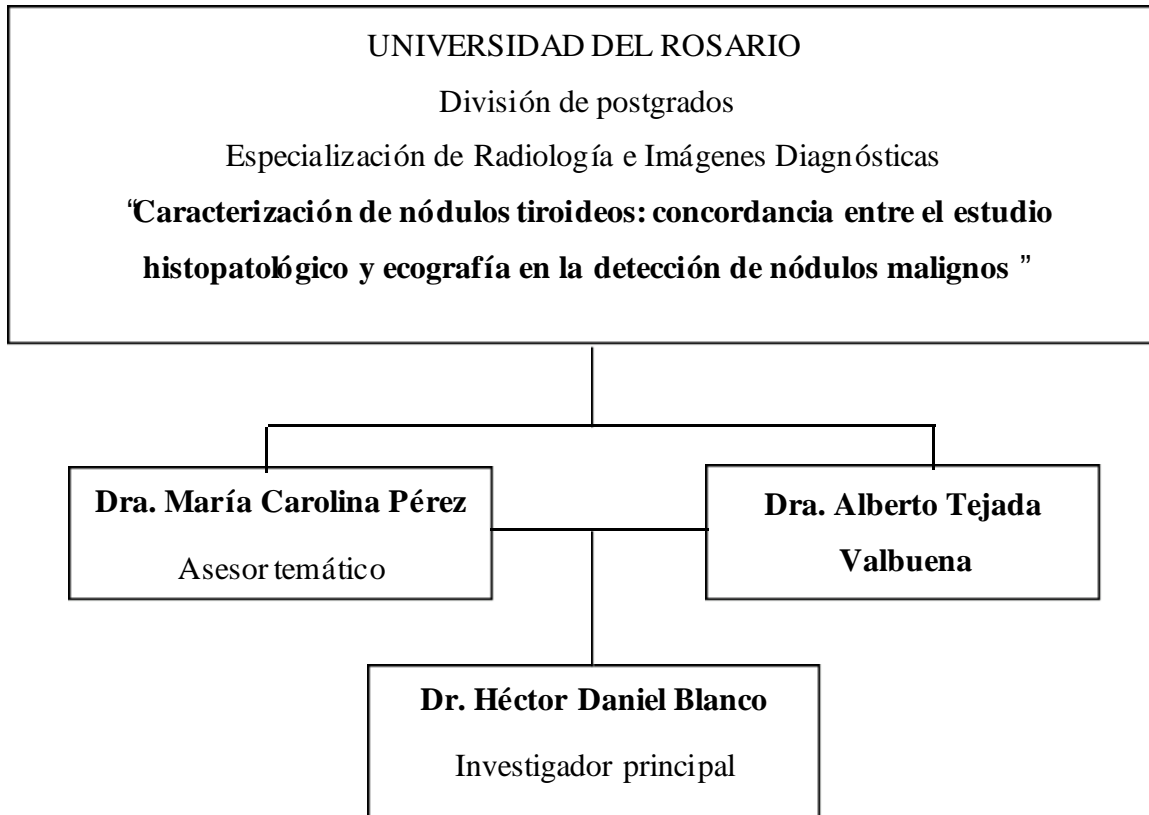 UNIVERSIDAD DEL ROSARIO
División de postgrados
Especialización de Radiología e Imágenes Diagnósticas
“Caracterización de nódulos tiroideos: concordancia entre el estudio
histopatológico y ecografía en la detección de nódulos malignos ”
Dra. María Carolina Pérez
Asesor temático
Dra. Alberto Tejada
Valbuena
Dr. Héctor Daniel Blanco
Investigador principal